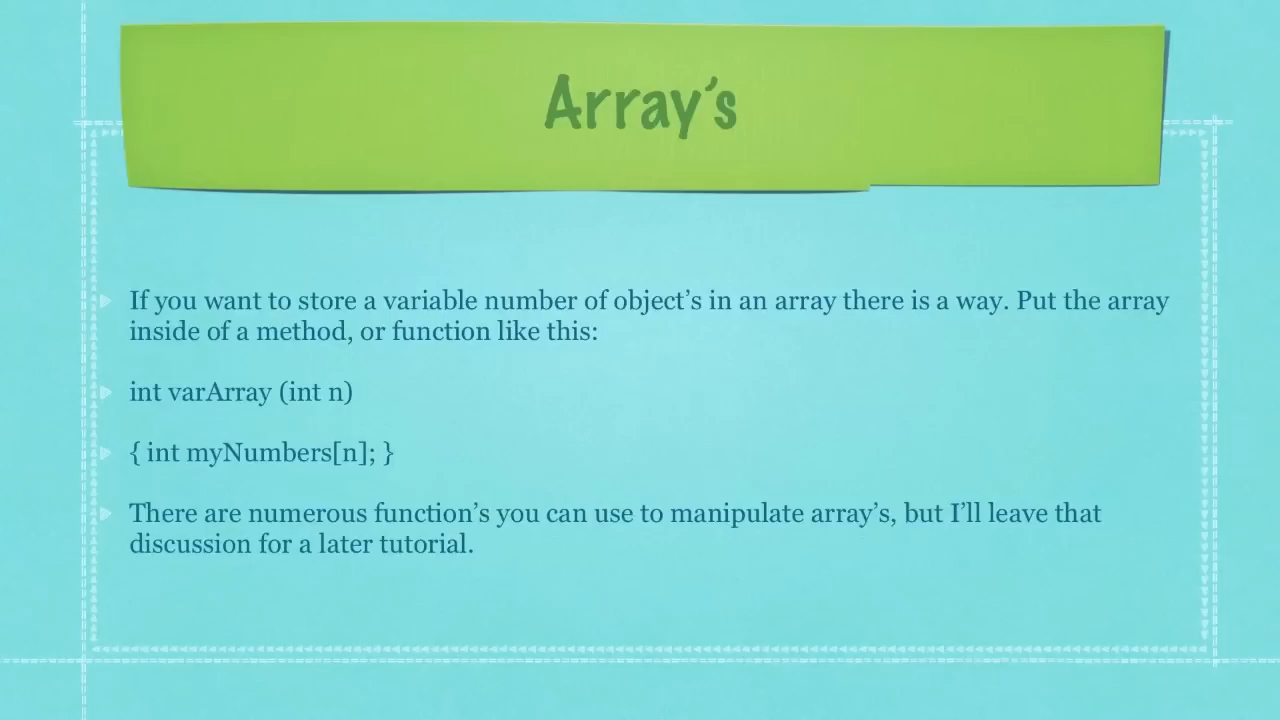 Array’s
If you want to store a variable number of object’s in an array there is a way. Put the array
inside of a method, or function like this:
int varArray (int n)
{ int myNumbers[n]; }
There are numerous function’s you can use to manipulate array’s, but I’ll leave that
discussion for a later tutorial.